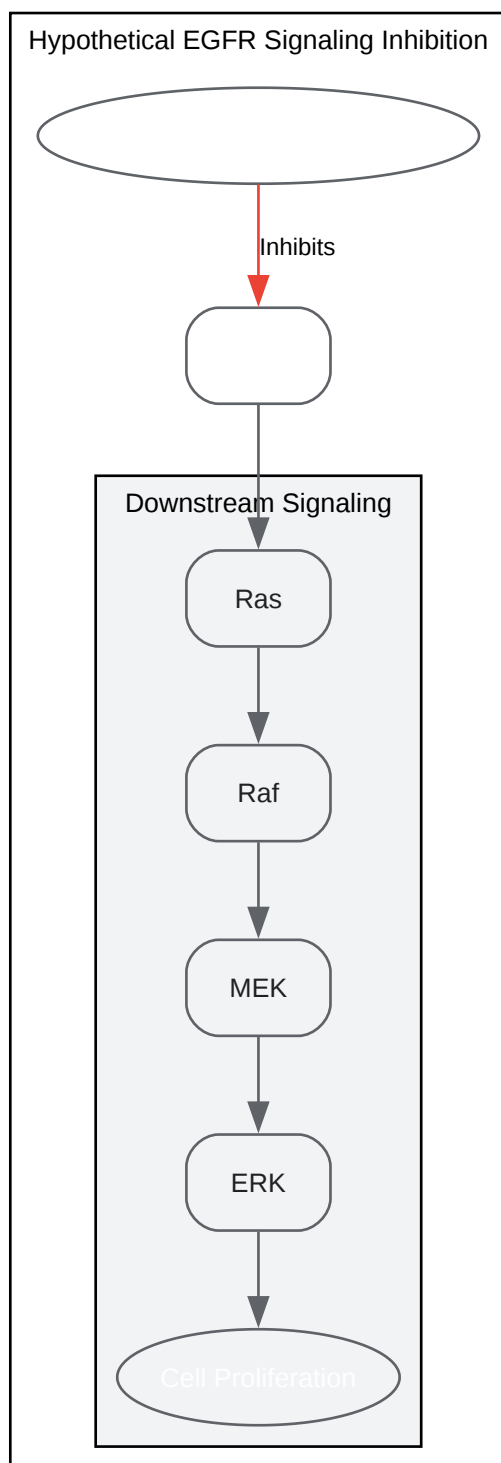 Hypothetical EGFR Signaling Inhibition
Inhibits
Downstream Signaling
Ras
Raf
MEK
ERK
Cell Proliferation